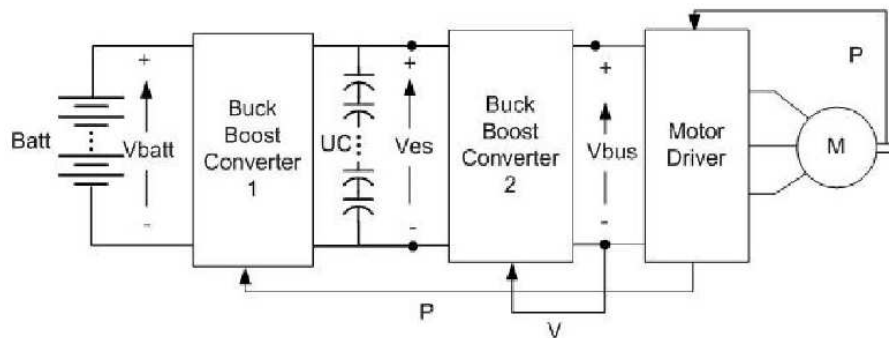 Batt
+
Vbatt
-
Buck
Boost
Converter
1
UC
+
Ves
-
Buck
Boost
Converter
2
+
Vbus
-
Motor
Driver
P
M
P
V